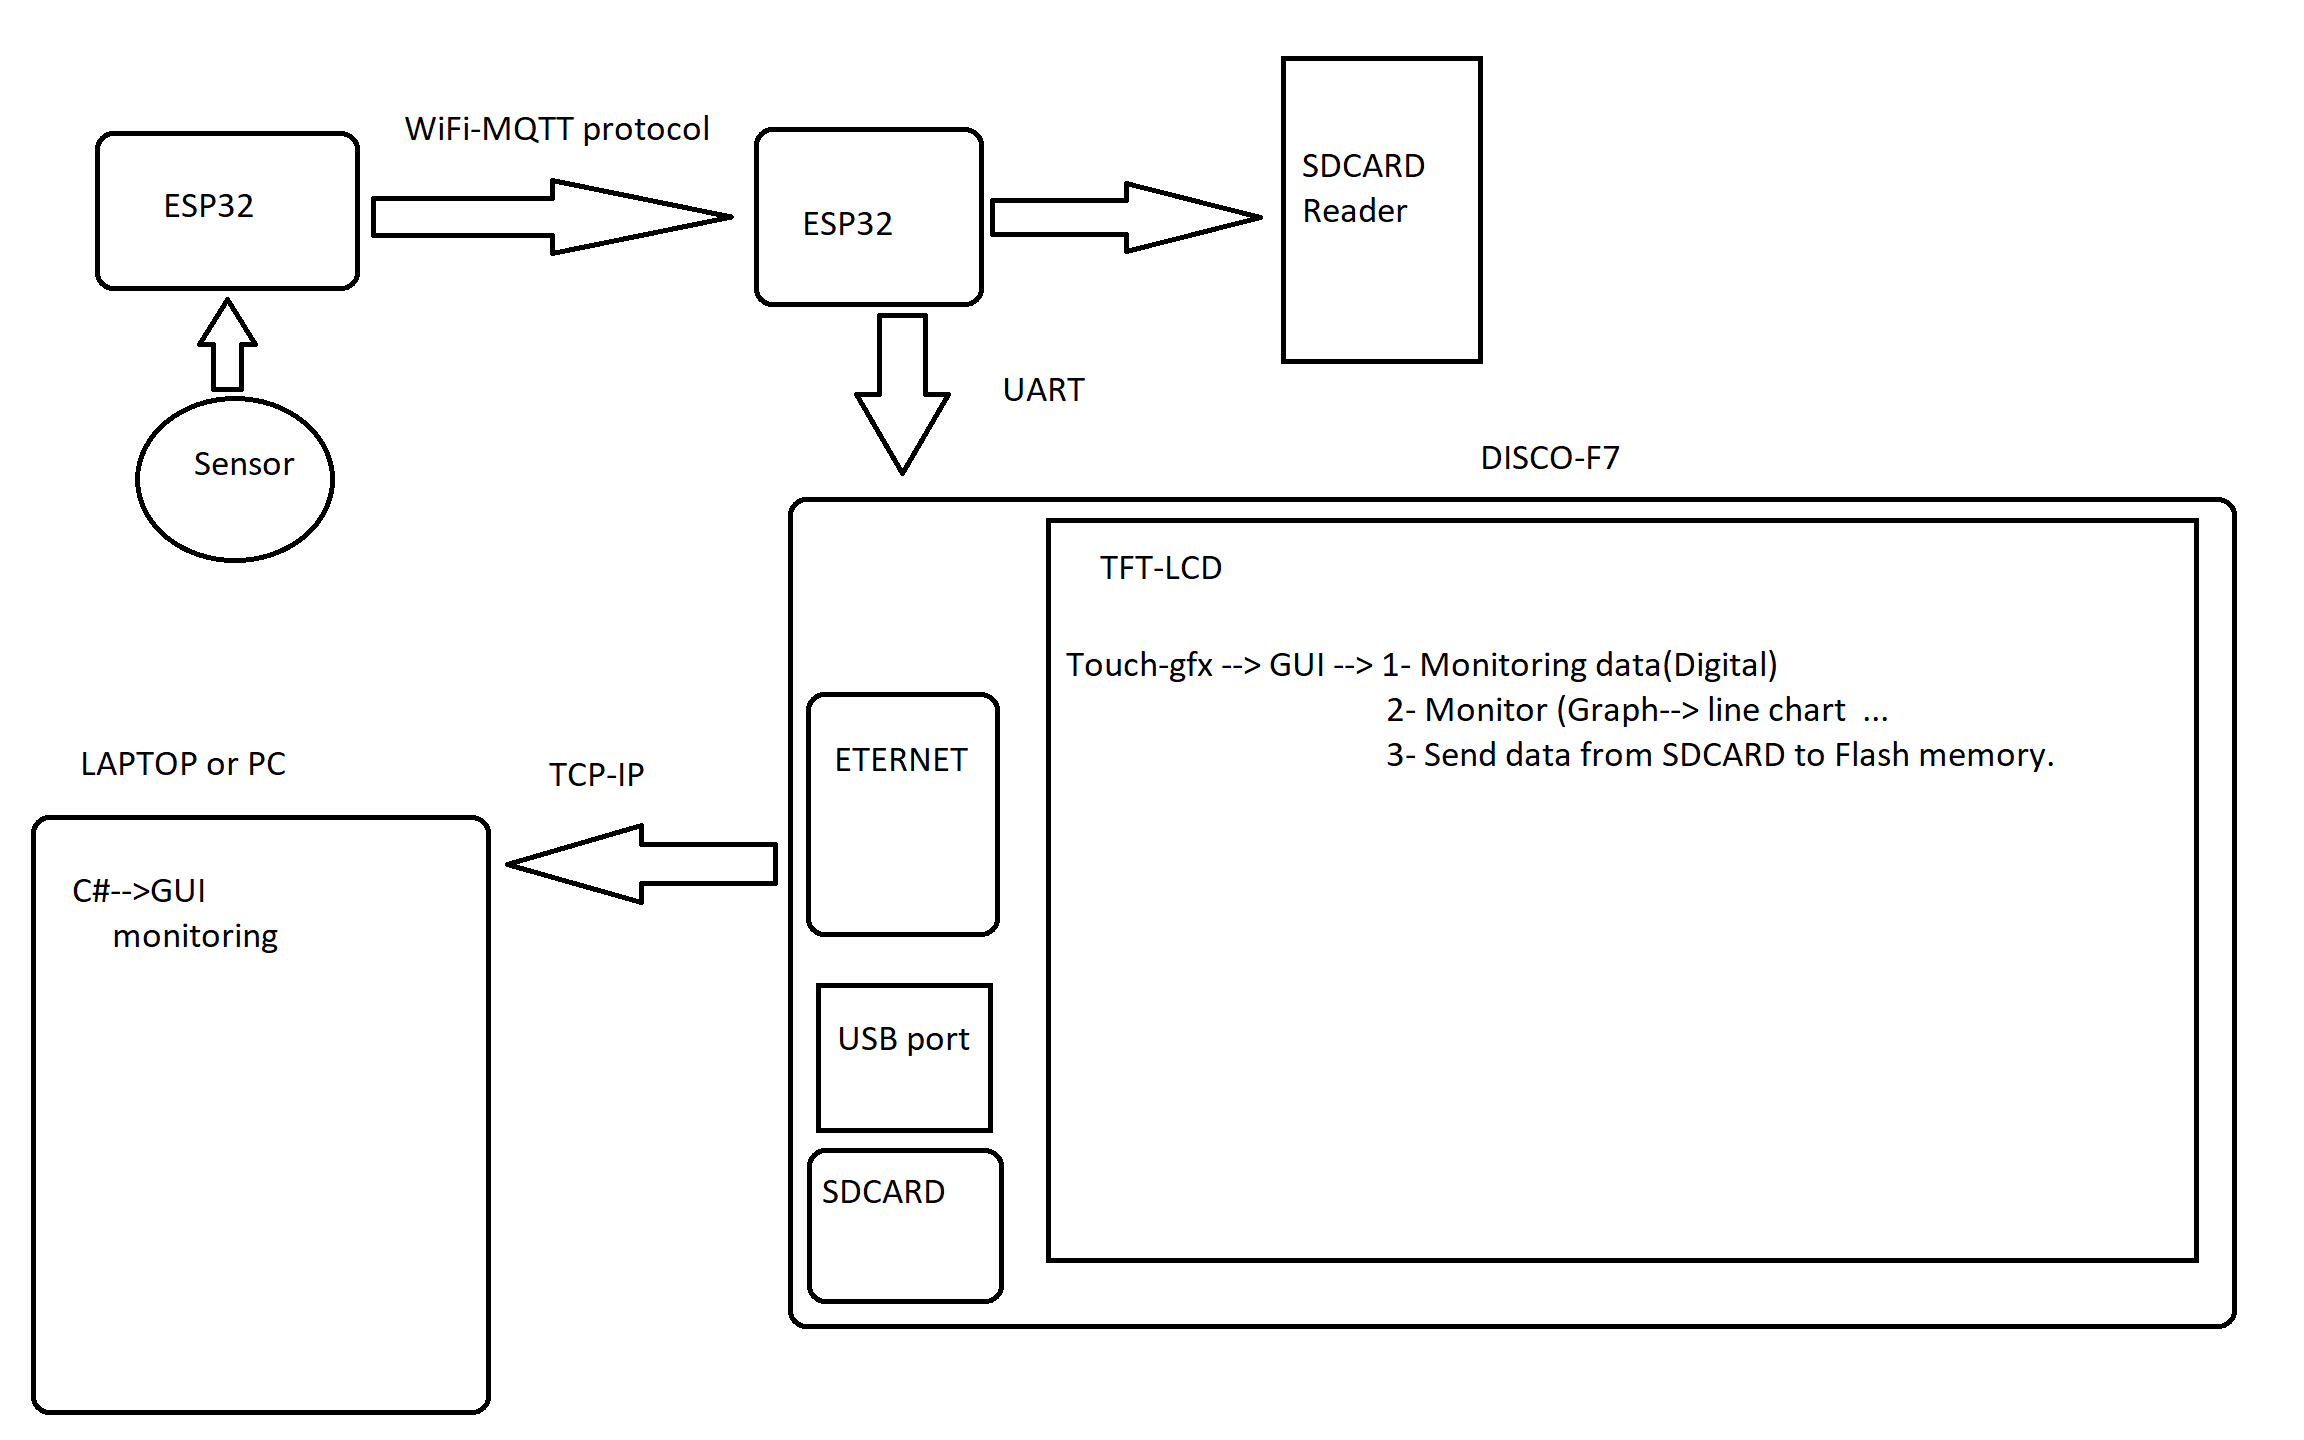 WiFi-MQTT protocol
ESP32
ESP32
SDCARD
Reader
UART
Sensor
DISCO-F7
TFT-LCD
Touch-gfx --> GUI --> 1- Monitoring data(Digital)
2- Monitor (Graph--> line chart ...
3- Send data from SDCARD to Flash memory.
ETERNET
LAPTOP or PC
TCP-IP
C#-->GUI
monitoring
USB port
SDCARD